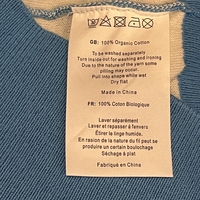 GB: 100% Organic Cotton
To be washed separately
Turn inside out for washing and ironing
Due to the nature of the yarn some
pilling may occur.
Pull into shape while wet
Dry flat
Made in China
FR: 100% Coton Biologique
Laver séparément
Laver et repasser à l'envers
Étirer le linge humide.
En raison de la nature du fil peut se
produire un certain boulochage
Séchage à plat.
Fabriqué en Chine